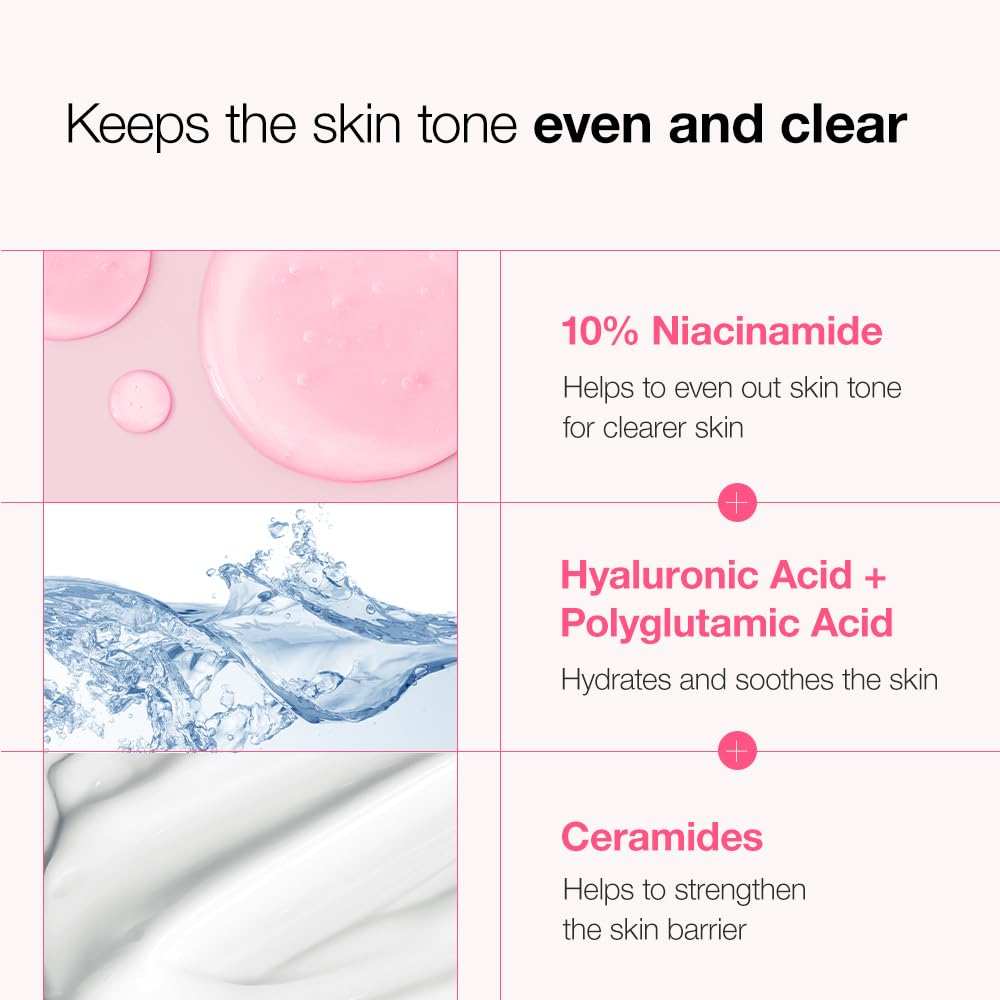 Keeps the skin tone even and clear
10% Niacinamide
Helps to even out skin tone
for clearer skin
Hyaluronic Acid +
Polyglutamic Acid
Hydrates and soothes the skin
Ceramides
Helps to strengthen
the skin barrier